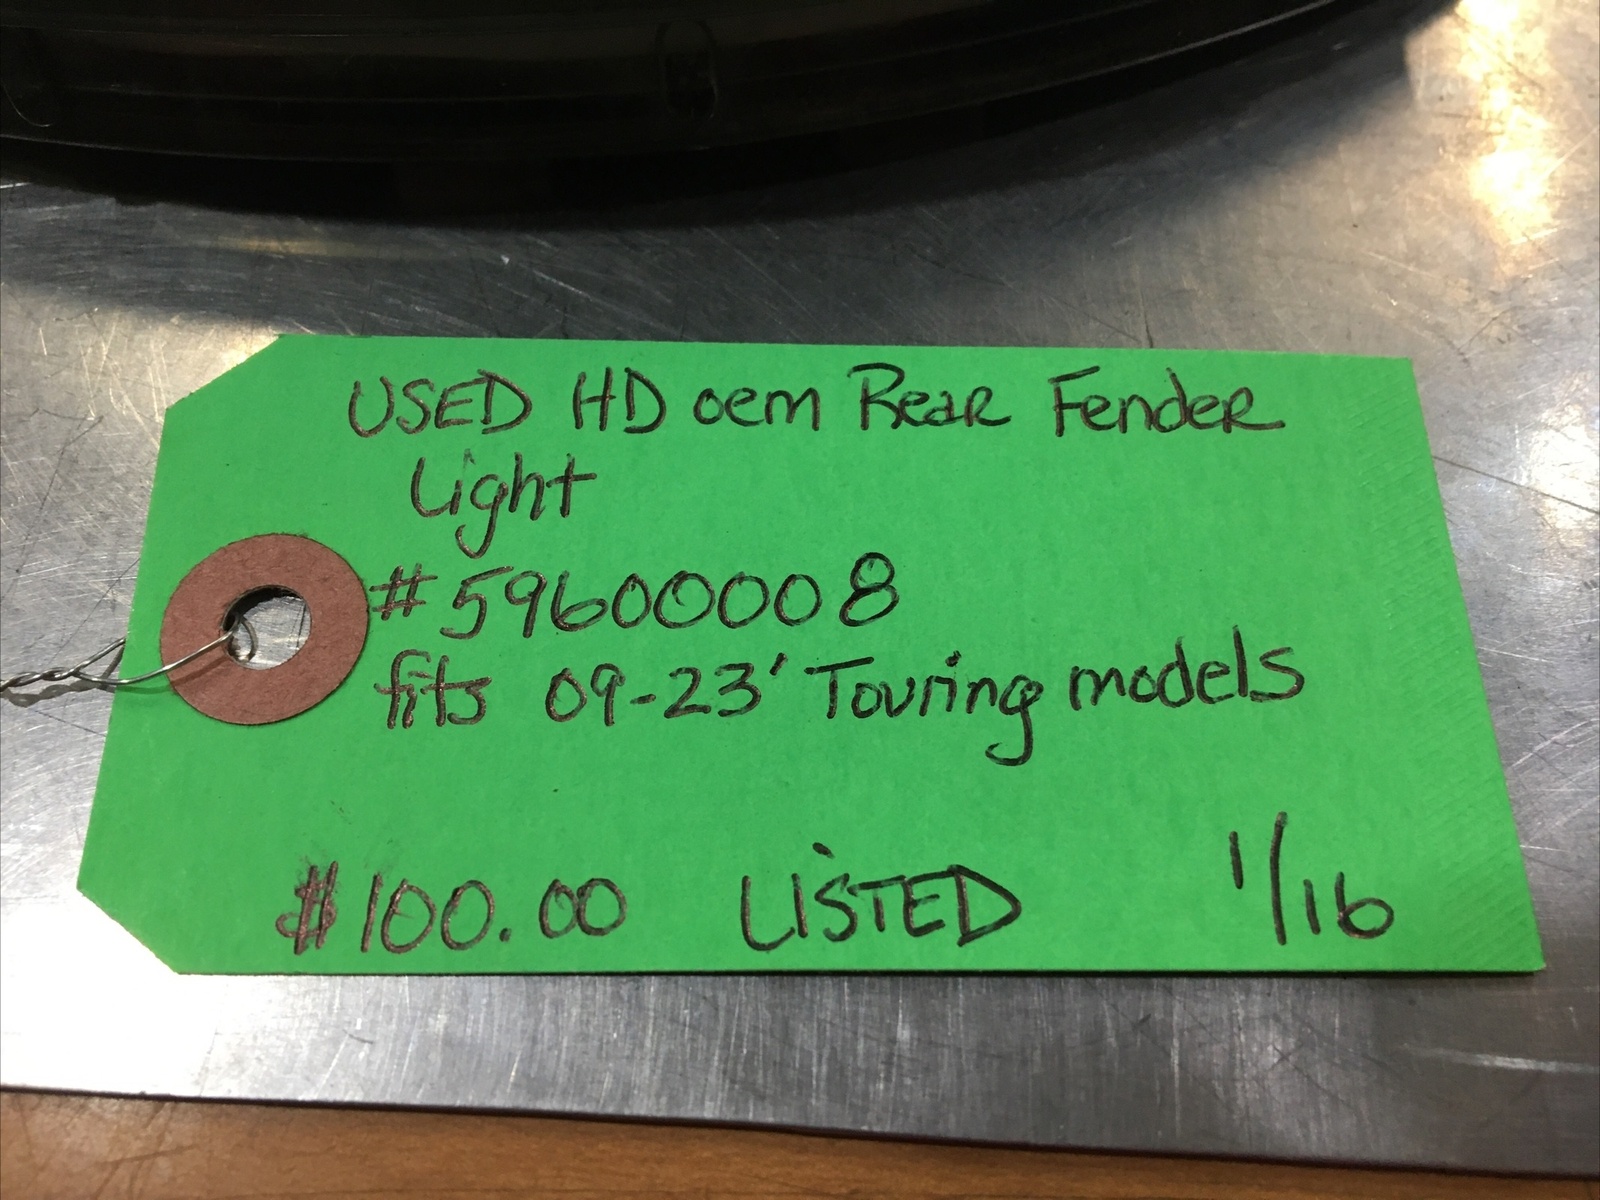 USED HD oem Rear Fender
Light
#59600008
fits 09-23' Touring models
$100.00 LISTED 1/16